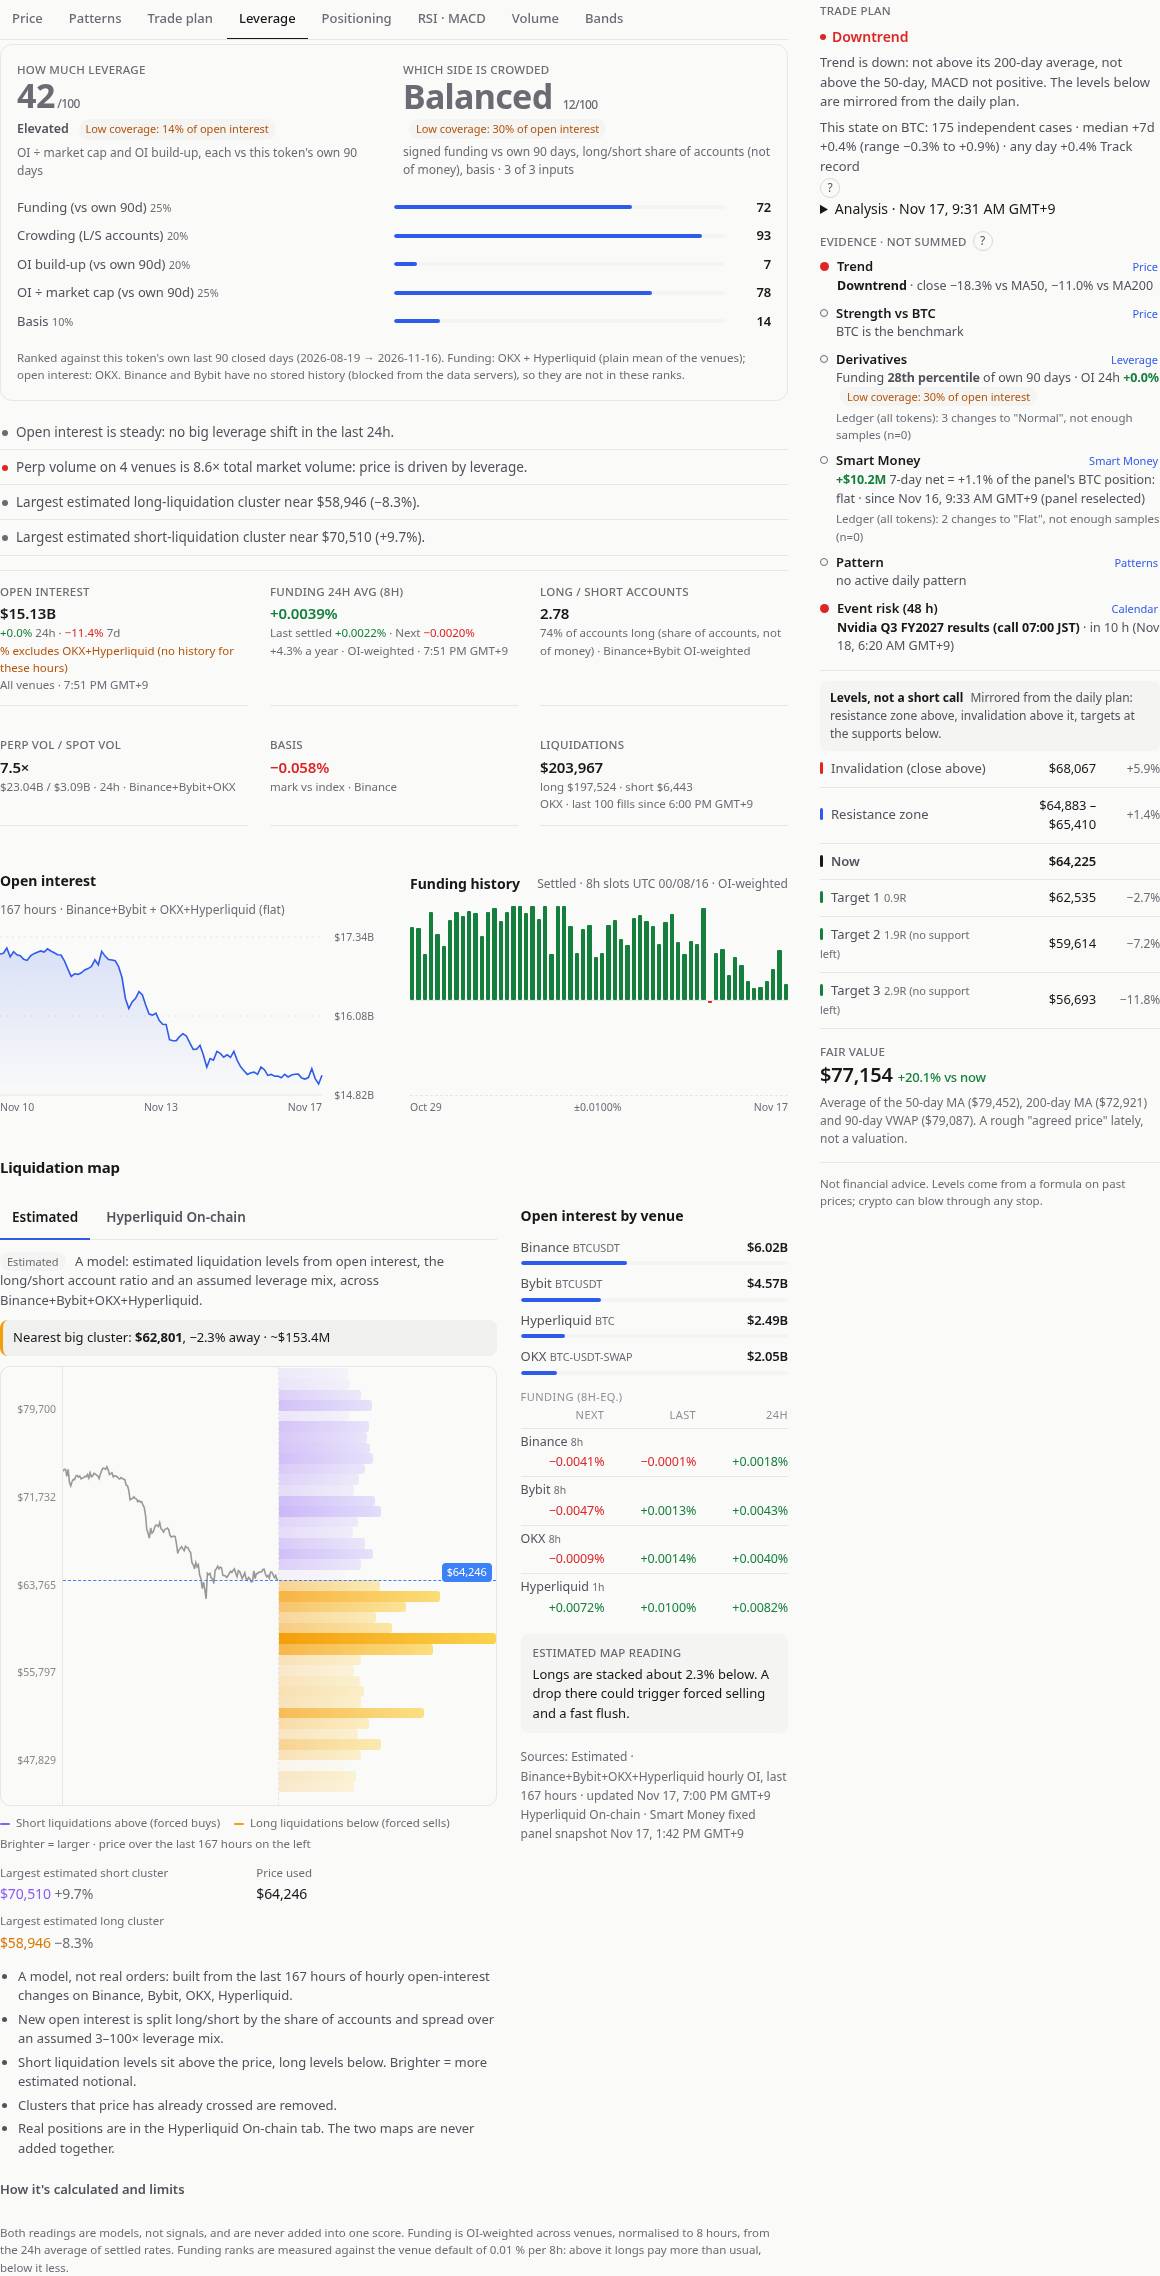 Price Patterns Trade plan Leverage Positioning RSI · MACD Volume Bands
HOW MUCH LEVERAGE
42 /100
Elevated Low coverage: 14% of open interest
OI ÷ market cap and OI build-up, each vs this token's own 90
days
WHICH SIDE IS CROWDED
Balanced 12/100
Low coverage: 30% of open interest
signed funding vs own 90 days, long/short share of accounts (not
of money), basis · 3 of 3 inputs
Funding (vs own 90d) 25% 72
Crowding (L/S accounts) 20% 93
OI build-up (vs own 90d) 20% 7
OI ÷ market cap (vs own 90d) 25% 78
Basis 10% 14
Ranked against this token's own last 90 closed days (2026-08-19 → 2026-11-16). Funding: OKX + Hyperliquid (plain mean of the venues);
open interest: OKX. Binance and Bybit have no stored history (blocked from the data servers), so they are not in these ranks.
Open interest is steady: no big leverage shift in the last 24h.
Perp volume on 4 venues is 8.6× total market volume: price is driven by leverage.
Largest estimated long-liquidation cluster near $58,946 (−8.3%).
Largest estimated short-liquidation cluster near $70,510 (+9.7%).
OPEN INTEREST
$15.13B
+0.0% 24h · −11.4% 7d
% excludes OKX+Hyperliquid (no history for
these hours)
All venues · 7:51 PM GMT+9
FUNDING 24H AVG (8H)
+0.0039%
Last settled +0.0022% · Next −0.0020%
+4.3% a year · OI-weighted · 7:51 PM GMT+9
LONG / SHORT ACCOUNTS
2.78
74% of accounts long (share of accounts, not
of money) · Binance+Bybit OI-weighted
PERP VOL / SPOT VOL
7.5×
$23.04B / $3.09B · 24h · Binance+Bybit+OKX
BASIS
−0.058%
mark vs index · Binance
LIQUIDATIONS
$203,967
long $197,524 · short $6,443
OKX · last 100 fills since 6:00 PM GMT+9
Open interest
167 hours · Binance+Bybit + OKX+Hyperliquid (flat)
$17.34B
$16.08B
$14.82B
Nov 10 Nov 13 Nov 17
Funding history Settled · 8h slots UTC 00/08/16 · OI-weighted
Oct 29 ±0.0100% Nov 17
Liquidation map
Estimated Hyperliquid On-chain
Estimated A model: estimated liquidation levels from open interest, the
long/short account ratio and an assumed leverage mix, across
Binance+Bybit+OKX+Hyperliquid.
Nearest big cluster: $62,801, −2.3% away · ~$153.4M
$79,700
$71,732
$64,246
$63,765
$55,797
$47,829
Short liquidations above (forced buys) Long liquidations below (forced sells)
Brighter = larger · price over the last 167 hours on the left
Largest estimated short cluster
$70,510 +9.7%
Price used
$64,246
Largest estimated long cluster
$58,946 −8.3%
A model, not real orders: built from the last 167 hours of hourly open-interest
changes on Binance, Bybit, OKX, Hyperliquid.
New open interest is split long/short by the share of accounts and spread over
an assumed 3–100× leverage mix.
Short liquidation levels sit above the price, long levels below. Brighter = more
estimated notional.
Clusters that price has already crossed are removed.
Real positions are in the Hyperliquid On-chain tab. The two maps are never
added together.
Open interest by venue
Binance BTCUSDT $6.02B
Bybit BTCUSDT $4.57B
Hyperliquid BTC $2.49B
OKX BTC-USDT-SWAP $2.05B
FUNDING (8H-EQ.)
NEXT LAST 24H
Binance 8h
−0.0041% −0.0001% +0.0018%
Bybit 8h
−0.0047% +0.0013% +0.0043%
OKX 8h
−0.0009% +0.0014% +0.0040%
Hyperliquid 1h
+0.0072% +0.0100% +0.0082%
ESTIMATED MAP READING
Longs are stacked about 2.3% below. A
drop there could trigger forced selling
and a fast flush.
Sources: Estimated ·
Binance+Bybit+OKX+Hyperliquid hourly OI, last
167 hours · updated Nov 17, 7:00 PM GMT+9
Hyperliquid On-chain · Smart Money fixed
panel snapshot Nov 17, 1:42 PM GMT+9
How it's calculated and limits
Both readings are models, not signals, and are never added into one score. Funding is OI-weighted across venues, normalised to 8 hours, from
the 24h average of settled rates. Funding ranks are measured against the venue default of 0.01 % per 8h: above it longs pay more than usual,
below it less.
TRADE PLAN
Downtrend
Trend is down: not above its 200-day average, not
above the 50-day, MACD not positive. The levels below
are mirrored from the daily plan.
This state on BTC: 175 independent cases · median +7d
+0.4% (range −0.3% to +0.9%) · any day +0.4% Track
record
?
Analysis · Nov 17, 9:31 AM GMT+9
EVIDENCE · NOT SUMMED ?
Trend Price
Downtrend · close −18.3% vs MA50, −11.0% vs MA200
Strength vs BTC Price
BTC is the benchmark
Derivatives Leverage
Funding 28th percentile of own 90 days · OI 24h +0.0%
Low coverage: 30% of open interest
Ledger (all tokens): 3 changes to "Normal", not enough
samples (n=0)
Smart Money Smart Money
+$10.2M 7-day net = +1.1% of the panel's BTC position:
flat · since Nov 16, 9:33 AM GMT+9 (panel reselected)
Ledger (all tokens): 2 changes to "Flat", not enough samples
(n=0)
Pattern Patterns
no active daily pattern
Event risk (48 h) Calendar
Nvidia Q3 FY2027 results (call 07:00 JST) · in 10 h (Nov
18, 6:20 AM GMT+9)
Levels, not a short call Mirrored from the daily plan:
resistance zone above, invalidation above it, targets at
the supports below.
Invalidation (close above) $68,067 +5.9%
Resistance zone $64,883 – $65,410 +1.4%
Now $64,225
Target 1 0.9R $62,535 −2.7%
Target 2 1.9R (no support left) $59,614 −7.2%
Target 3 2.9R (no support left) $56,693 −11.8%
FAIR VALUE
$77,154 +20.1% vs now
Average of the 50-day MA ($79,452), 200-day MA ($72,921)
and 90-day VWAP ($79,087). A rough "agreed price" lately,
not a valuation.
Not financial advice. Levels come from a formula on past
prices; crypto can blow through any stop.